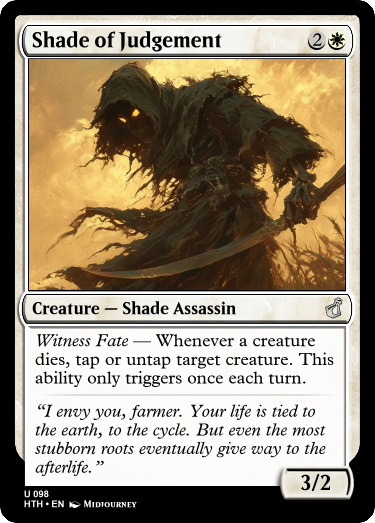 Shade of Judgement 2
Creature — Shade Assassin
Witness Fate — Whenever a creature
dies, tap or untap target creature. This
ability only triggers once each turn.
“I envy you, farmer. Your life is tied to
the earth, to the cycle. But even the most
stubborn roots eventually give way to the
afterlife.”
3/2
U 098
HTH • EN Midjourney